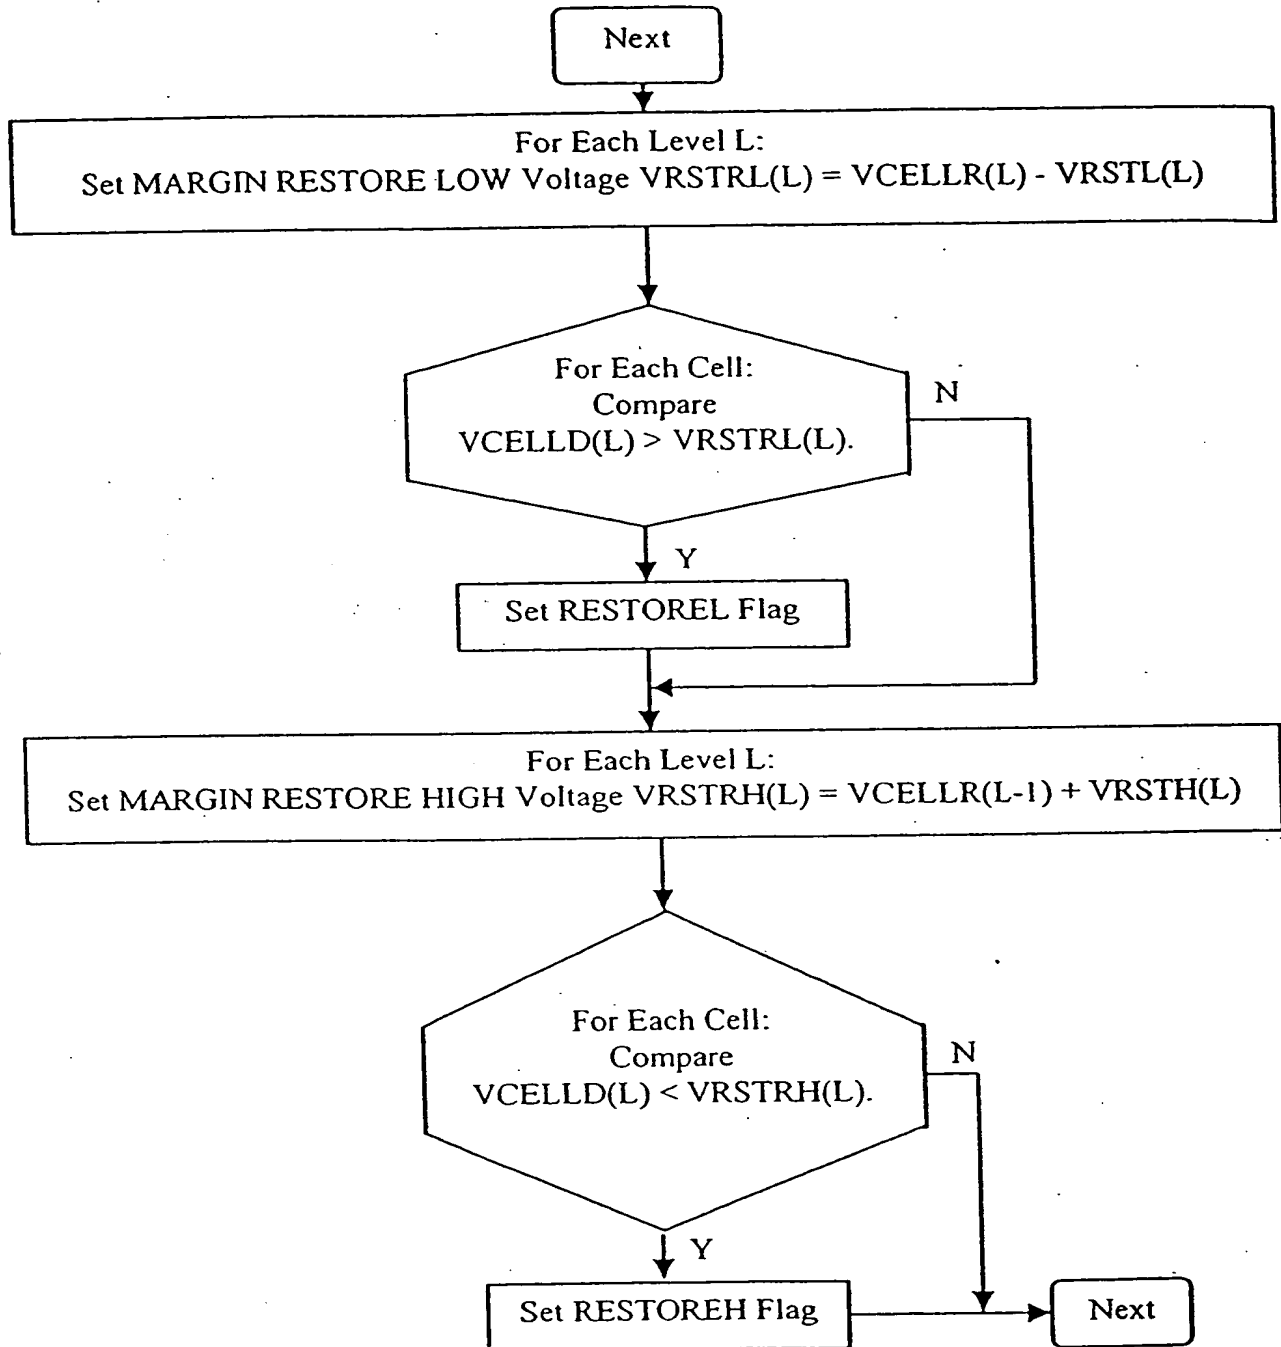 Next
For Each Level L:
Set MARGIN RESTORE LOW Voltage VRSTRL(L) = VCELLR(L) - VRSTL(L)
For Each Cell:
Compare
VCELLD(L) > VRSTRL(L).
N
Y
Set RESTOREL Flag
For Each Level L:
Set MARGIN RESTORE HIGH Voltage VRSTRH(L) = VCELLR(L-1) + VRSTH(L)
For Each Cell:
Compare
VCELLD(L) < VRSTRH(L).
N
Y
Set RESTOREH Flag
Next